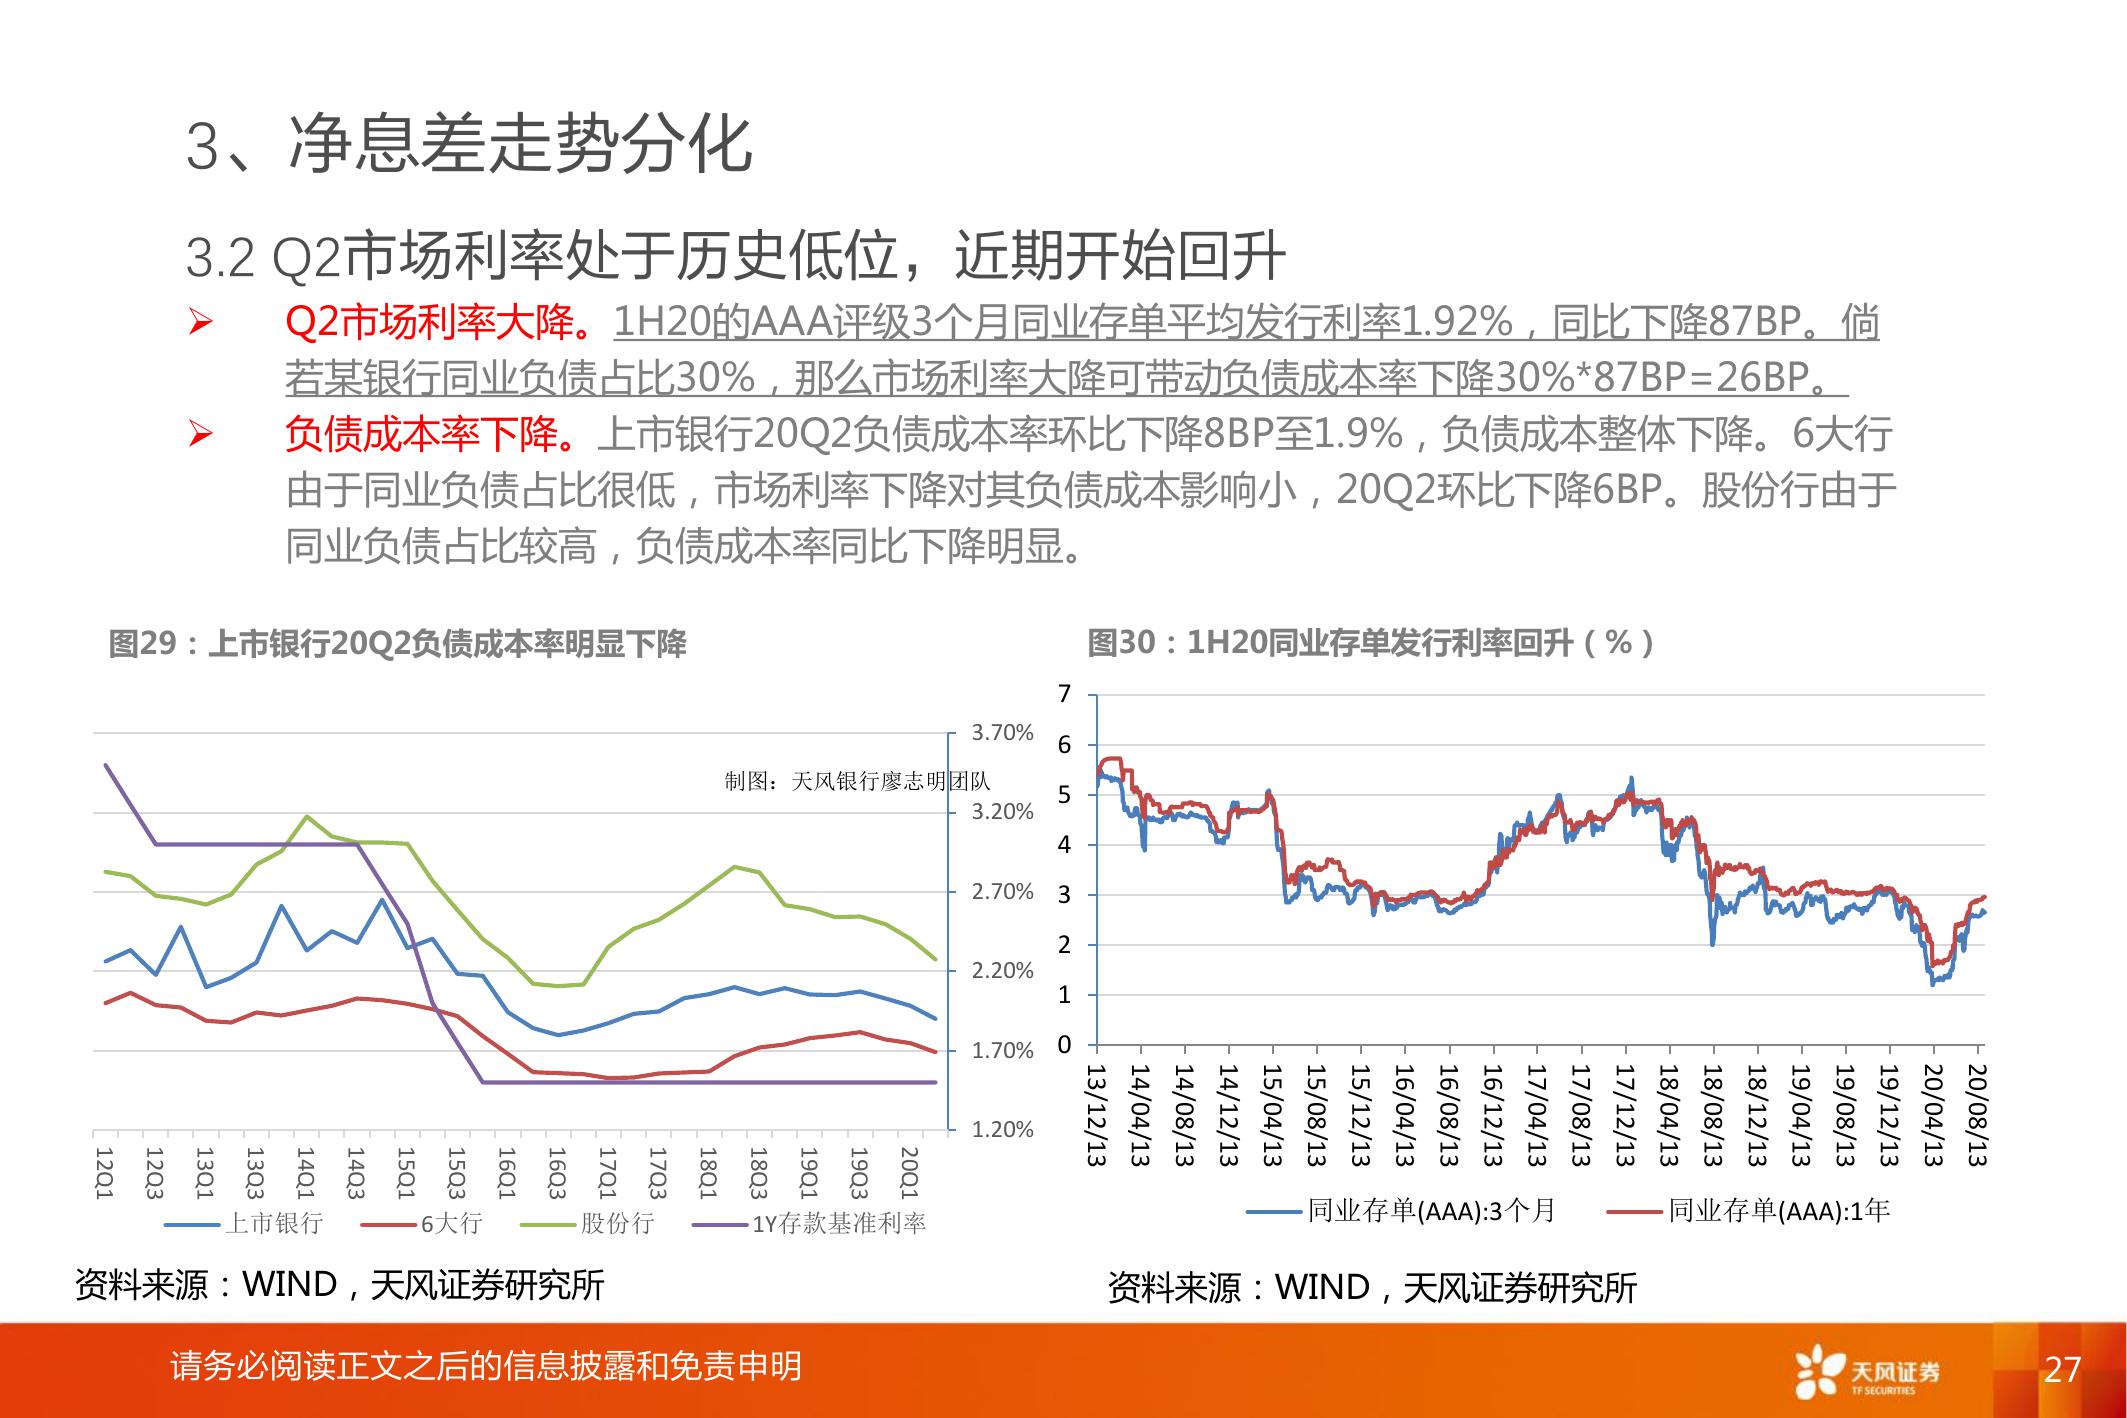 3、净息差走势分化
3.2 Q2市场利率处于历史低位，近期开始回升
➢ Q2市场利率大降。1H20的AAA评级3个月同业存单平均发行利率1.92%，同比下降87BP。倘
若某银行同业负债占比30%，那么市场利率大降可带动负债成本率下降30%*87BP=26BP。
➢ 负债成本率下降。上市银行20Q2负债成本率环比下降8BP至1.9%，负债成本整体下降。6大行
由于同业负债占比很低，市场利率下降对其负债成本影响小，20Q2环比下降6BP。股份行由于
同业负债占比较高，负债成本率同比下降明显。
图29：上市银行20Q2负债成本率明显下降
制图：天风银行廖志明团队
3.70%
3.20%
2.70%
2.20%
1.70%
1.20%
12Q1 12Q3 13Q1 13Q3 14Q1 14Q3 15Q1 15Q3 16Q1 16Q3 17Q1 17Q3 18Q1 18Q3 19Q1 19Q3 20Q1
上市银行 6大行 股份行 1Y存款基准利率
资料来源：WIND，天风证券研究所
图30：1H20同业存单发行利率回升（%）
7
6
5
4
3
2
1
0
13/12/13 14/04/13 14/08/13 14/12/13 15/04/13 15/08/13 15/12/13 16/04/13 16/08/13 16/12/13 17/04/13 17/08/13 17/12/13 18/04/13 18/08/13 18/12/13 19/04/13 19/08/13 19/12/13 20/04/13 20/08/13
同业存单(AAA):3个月 同业存单(AAA):1年
资料来源：WIND，天风证券研究所
请务必阅读正文之后的信息披露和免责申明
天风证券
TF SECURITIES
27